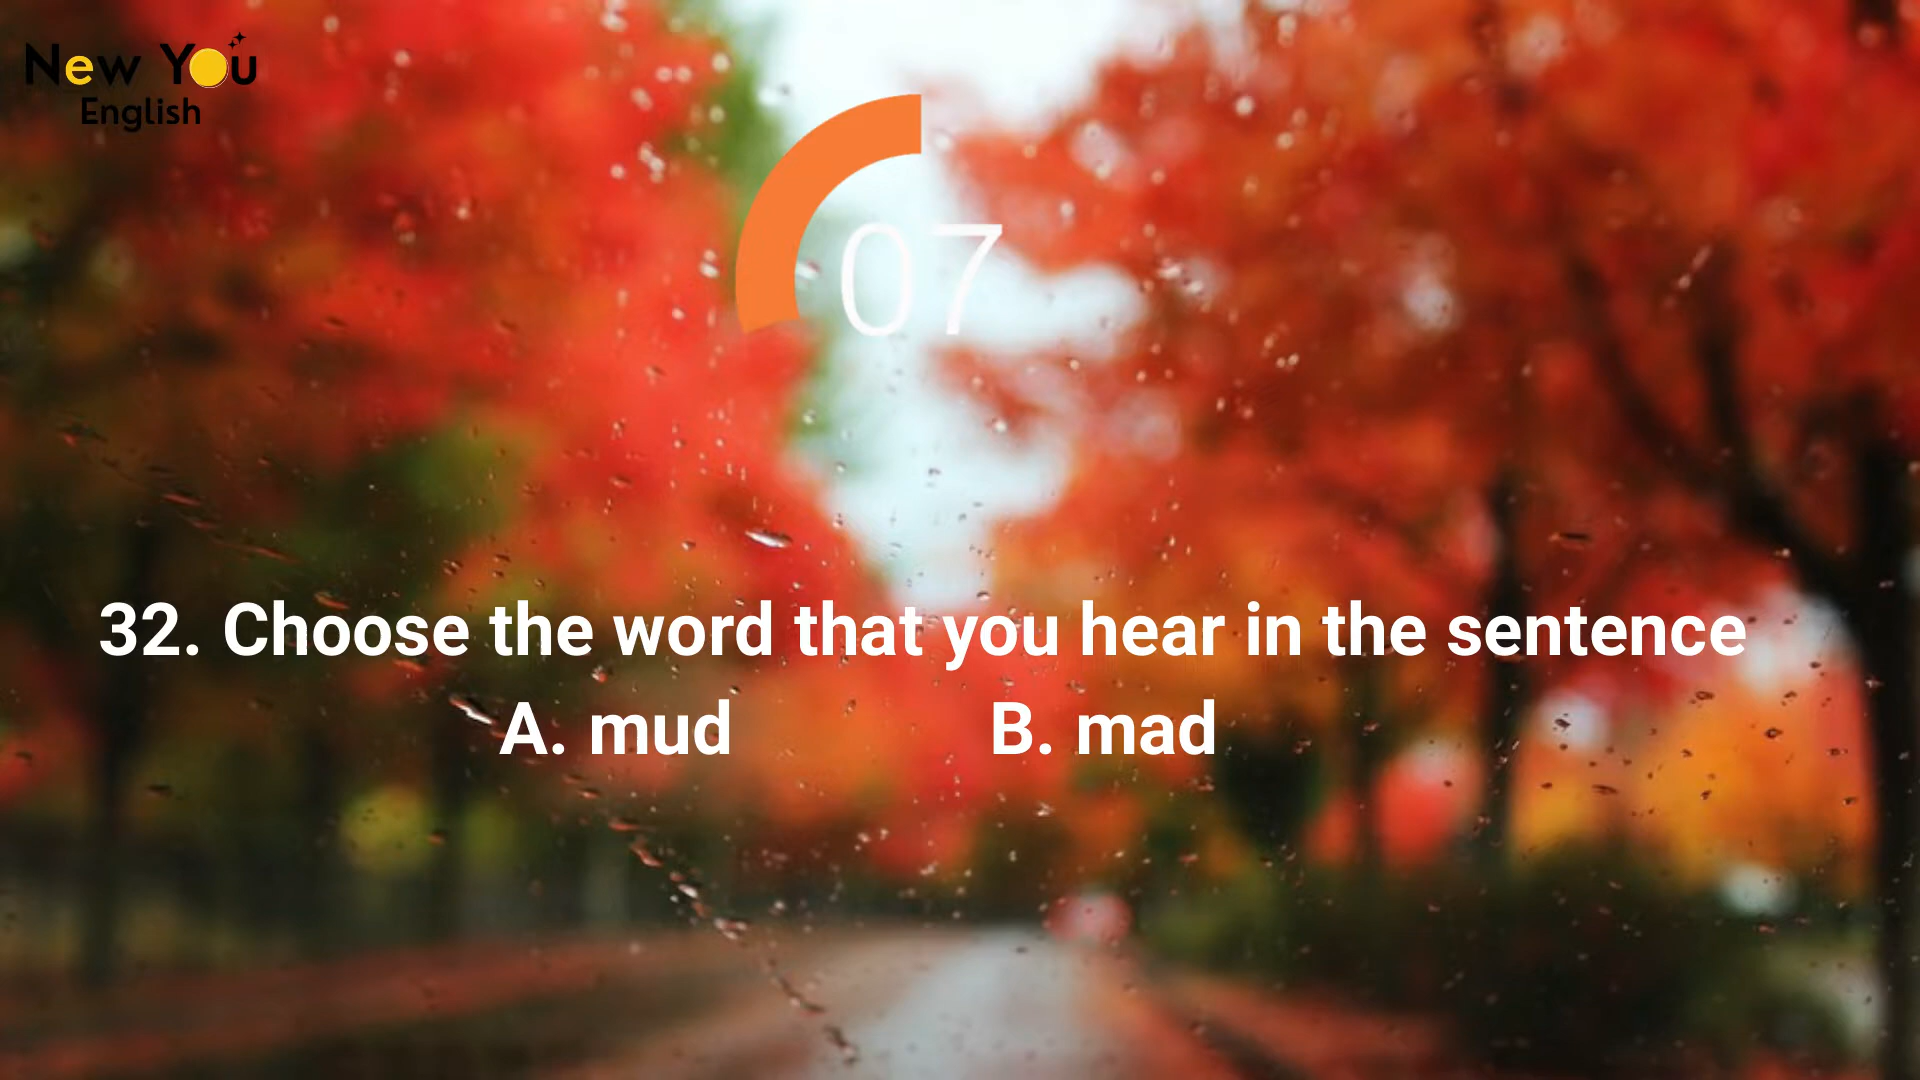 New You
English
07
32. Choose the word that you hear in the sentence
A. mud B. mad